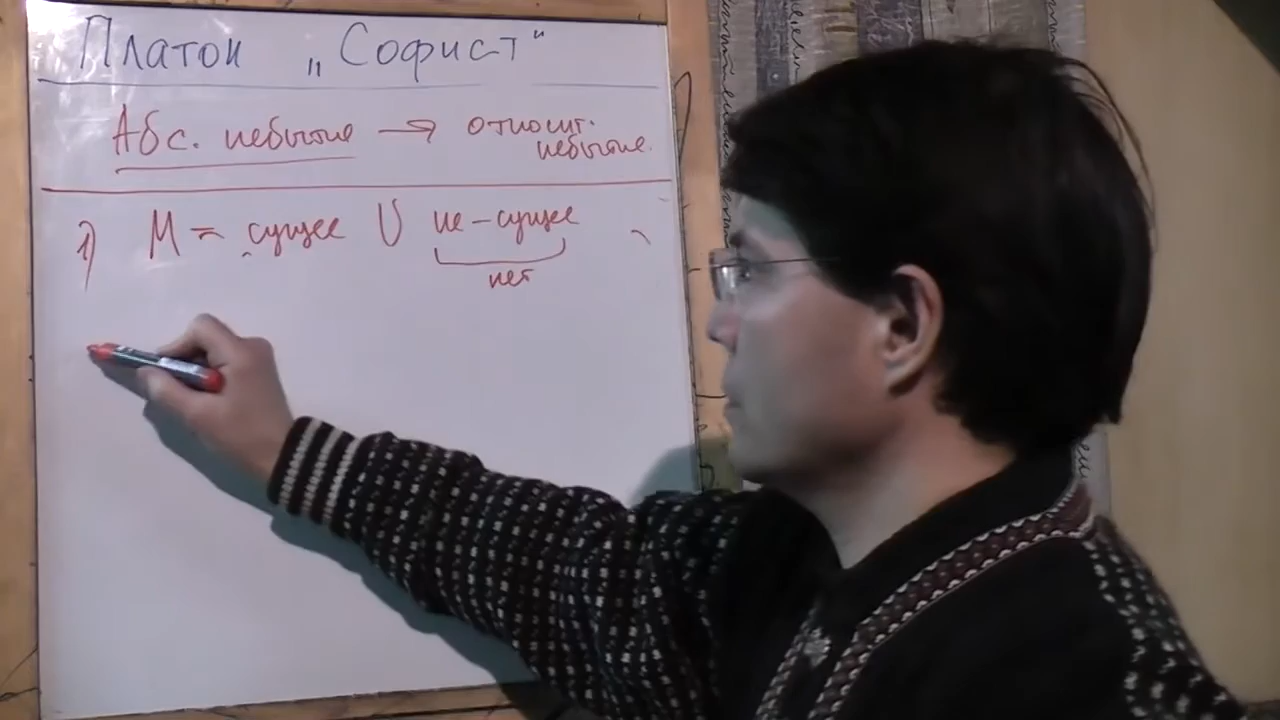 Платон „Софист“
Абс. небытие → относит.
небытие.
1) М = сущее ∪ не-сущее
нет